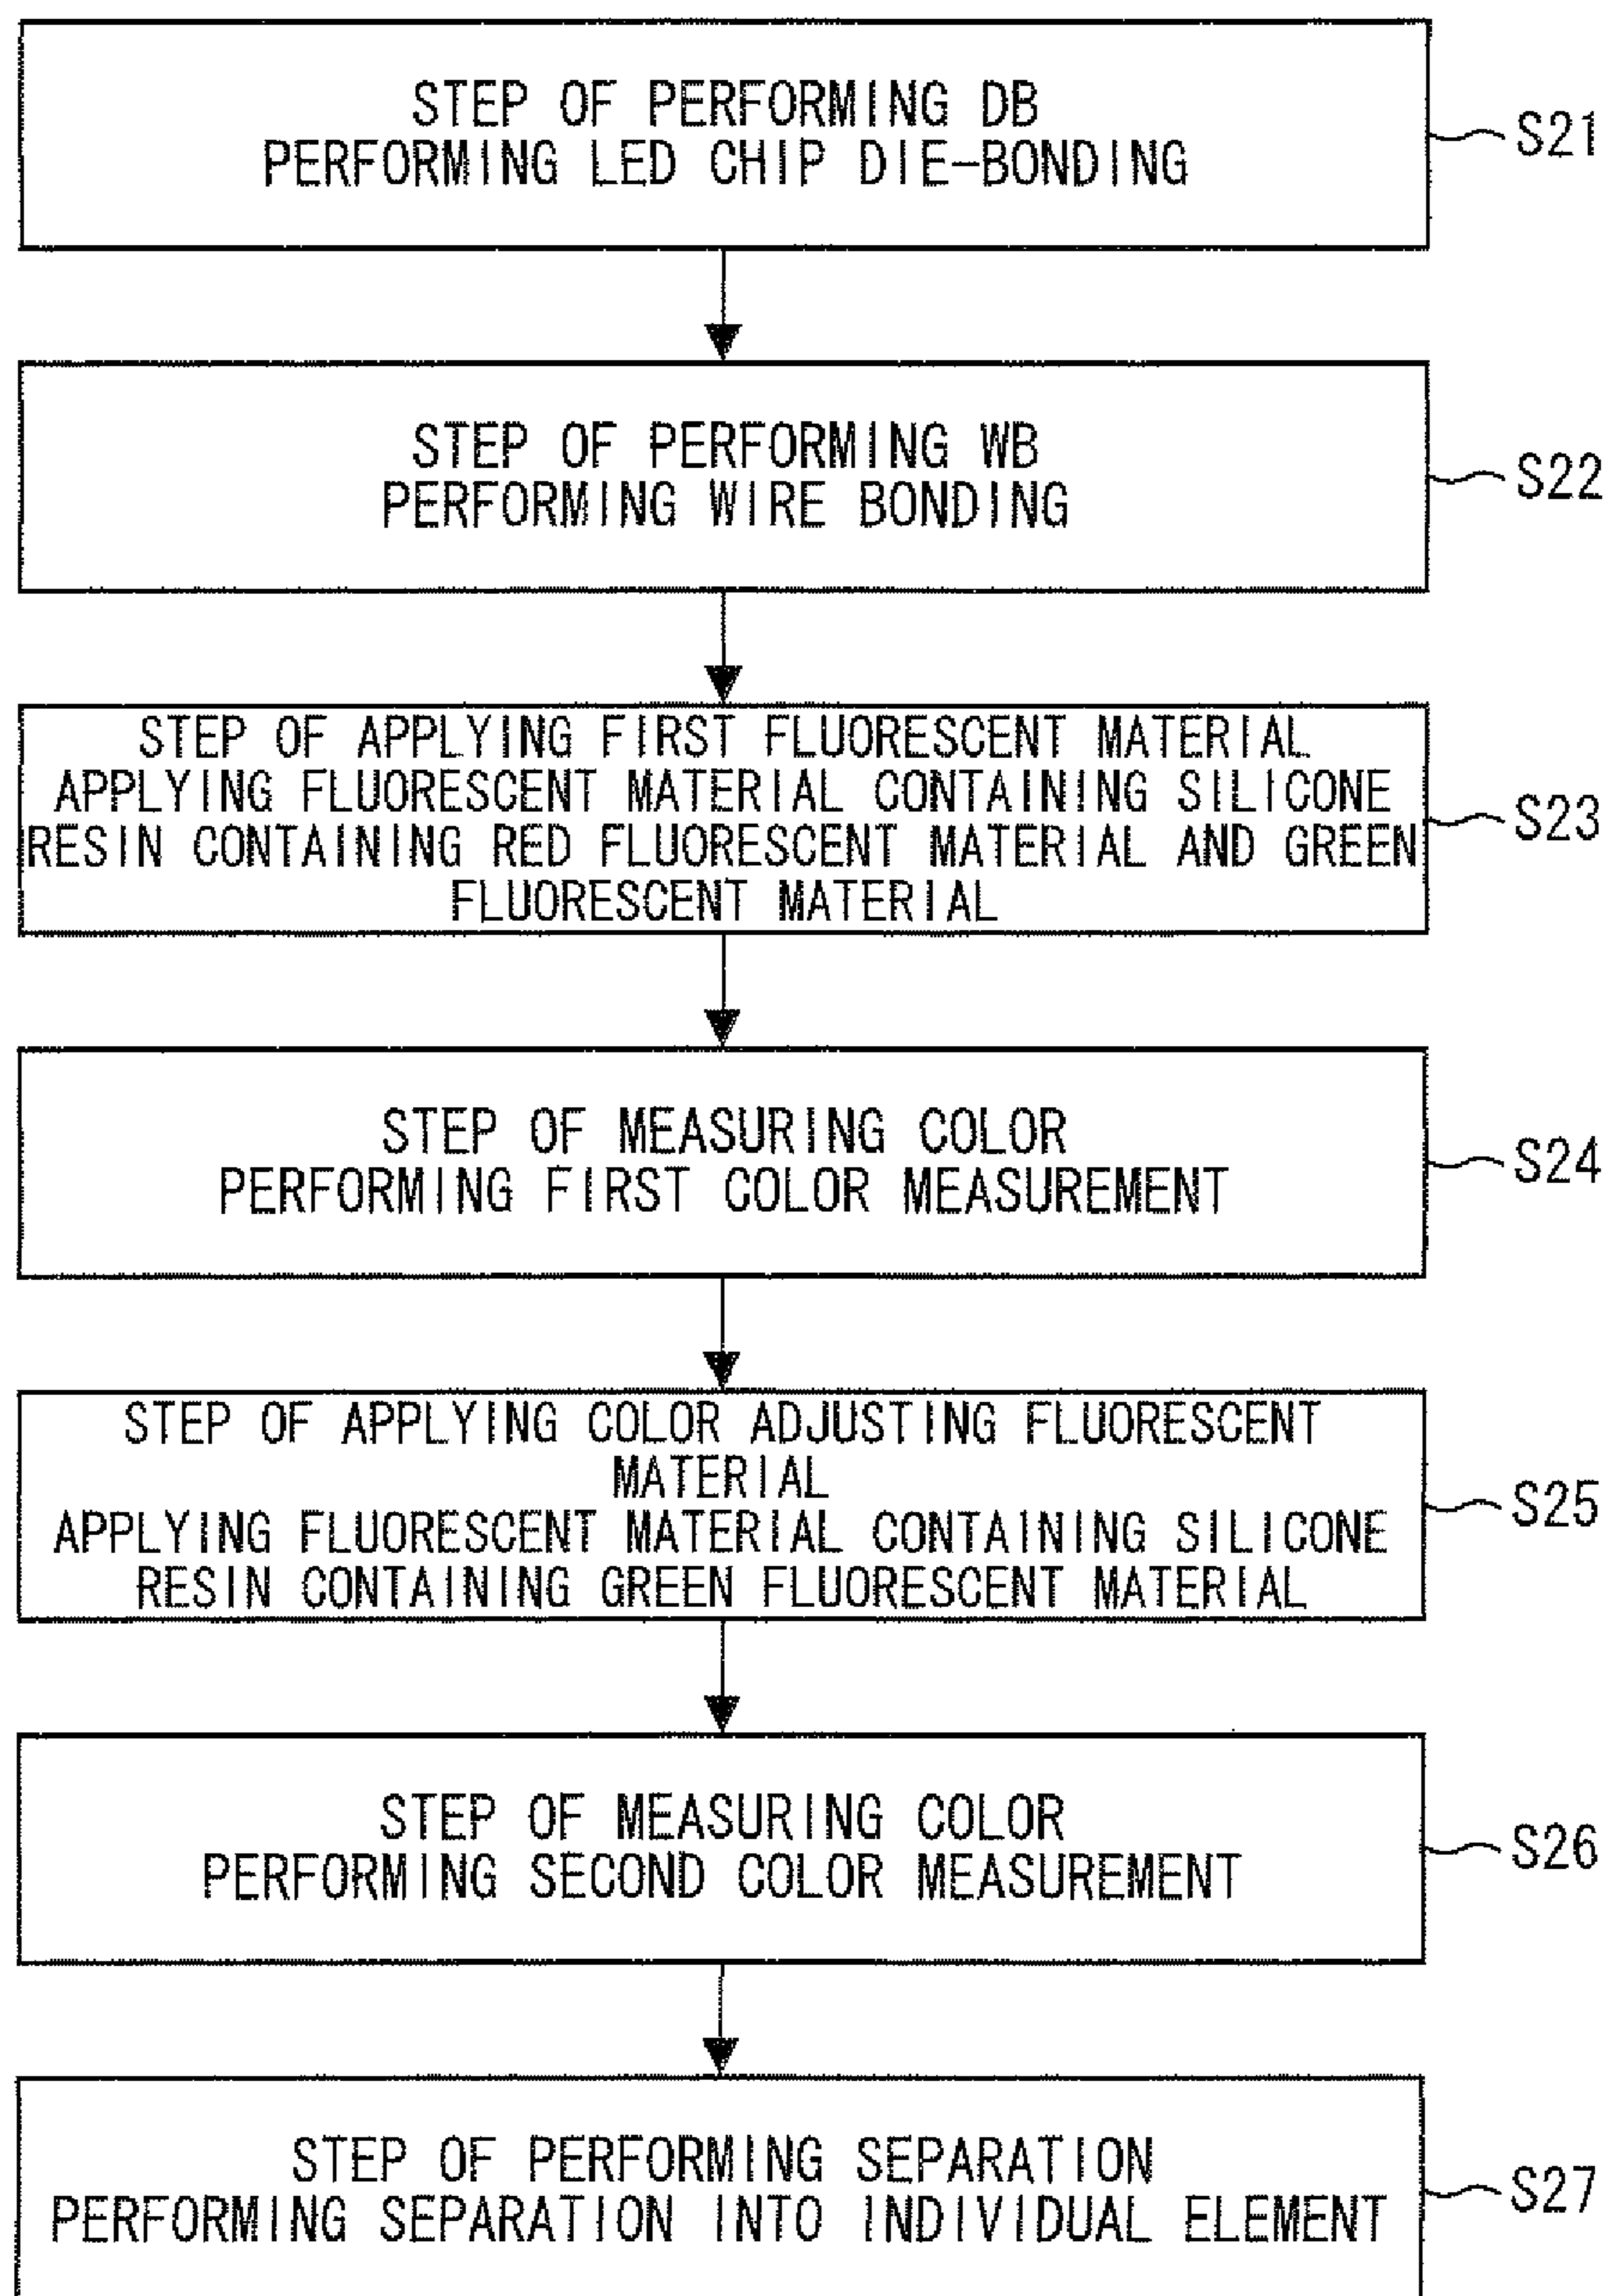 STEP OF PERFORMING DB
PERFORMING LED CHIP DIE-BONDING
S21
STEP OF PERFORMING WB
PERFORMING WIRE BONDING
S22
STEP OF APPLYING FIRST FLUORESCENT MATERIAL
APPLYING FLUORESCENT MATERIAL CONTAINING SILICONE
RESIN CONTAINING RED FLUORESCENT MATERIAL AND GREEN
FLUORESCENT MATERIAL
S23
STEP OF MEASURING COLOR
PERFORMING FIRST COLOR MEASUREMENT
S24
STEP OF APPLYING COLOR ADJUSTING FLUORESCENT
MATERIAL
APPLYING FLUORESCENT MATERIAL CONTAINING SILICONE
RESIN CONTAINING GREEN FLUORESCENT MATERIAL
S25
STEP OF MEASURING COLOR
PERFORMING SECOND COLOR MEASUREMENT
S26
STEP OF PERFORMING SEPARATION
PERFORMING SEPARATION INTO INDIVIDUAL ELEMENT
S27